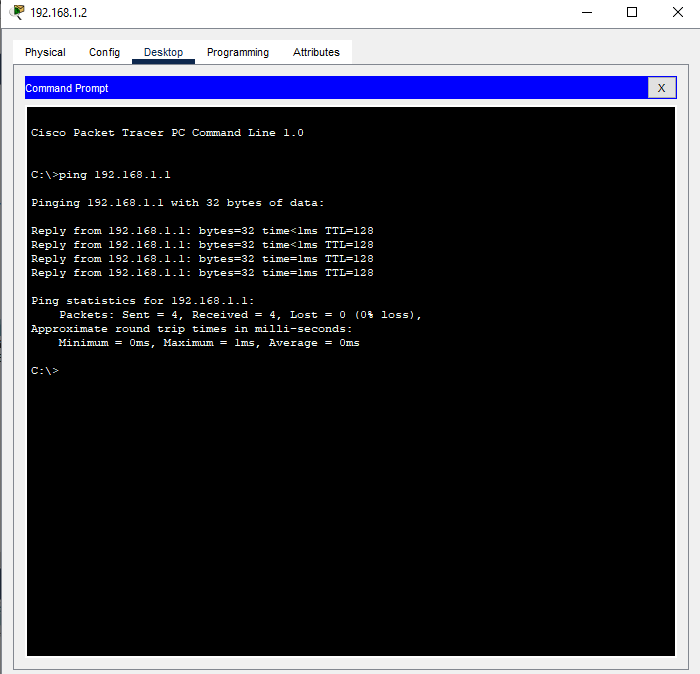 192.168.1.2
Physical Config Desktop Programming Attributes
Command Prompt X
Cisco Packet Tracer PC Command Line 1.0
C:\>ping 192.168.1.1
Pinging 192.168.1.1 with 32 bytes of data:
Reply from 192.168.1.1: bytes=32 time<1ms TTL=128
Reply from 192.168.1.1: bytes=32 time<1ms TTL=128
Reply from 192.168.1.1: bytes=32 time=1ms TTL=128
Reply from 192.168.1.1: bytes=32 time=1ms TTL=128
Ping statistics for 192.168.1.1:
Packets: Sent = 4, Received = 4, Lost = 0 (0% loss),
Approximate round trip times in milli-seconds:
Minimum = 0ms, Maximum = 1ms, Average = 0ms
C:\>